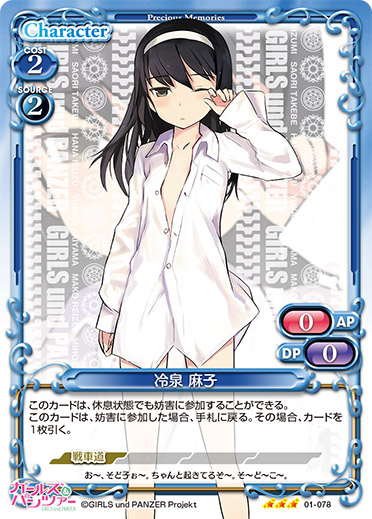 Precious Memories
Character
COST
2
SOURCE
2
0 AP
DP 0
冷泉 麻子
このカードは、休息状態でも妨害に参加することができる。
このカードは、妨害に参加した場合、手札に戻る。その場合、カードを
1枚引く。
戦車道
お〜、そど子ぉ〜。ちゃんと起きてるぞ〜。そ〜ど〜こ〜。
ガールズ&パンツァー
GIRLS und PANZER
©GIRLS und PANZER Projekt
01-078